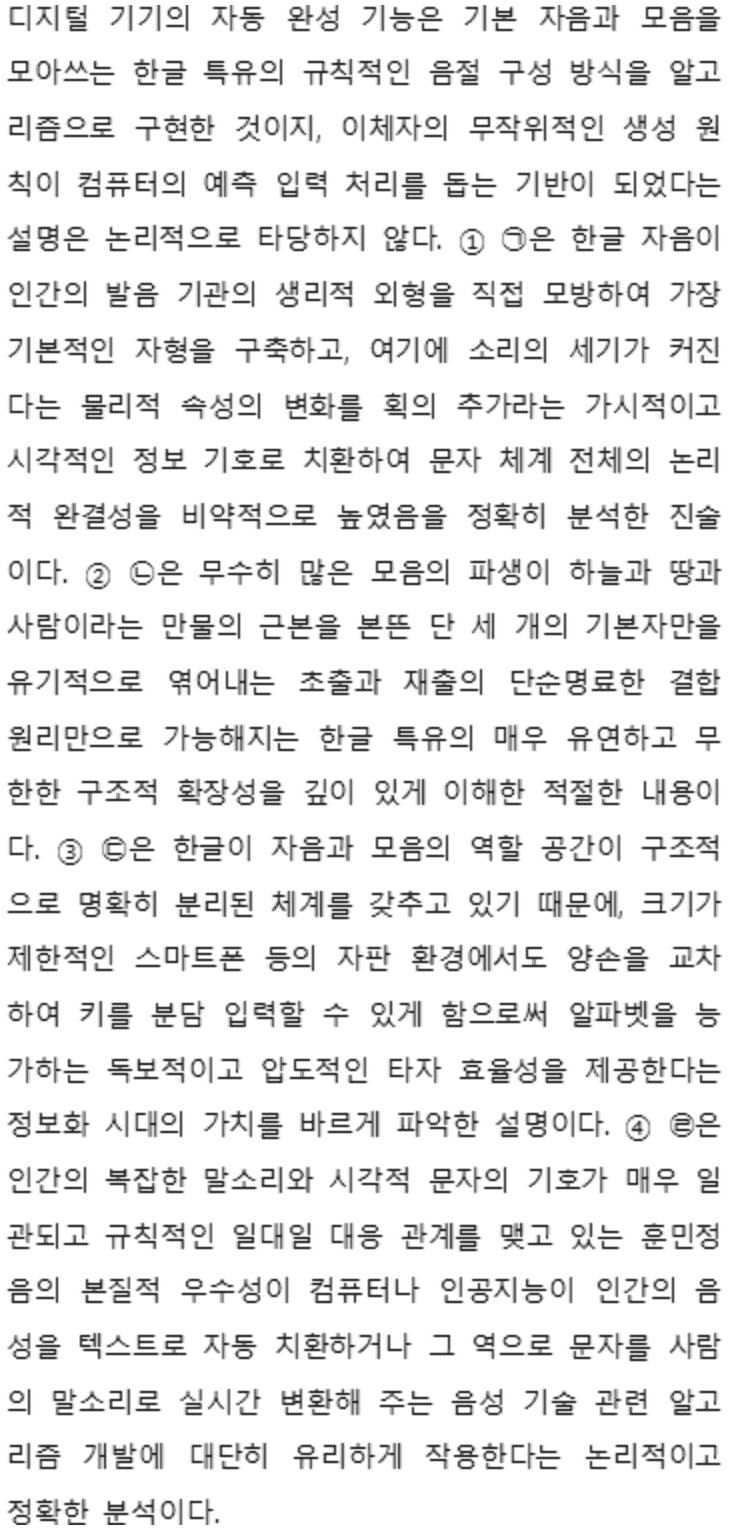 디지털 기기의 자동 완성 기능은 기본 자음과 모음을
모아쓰는 한글 특유의 규칙적인 음절 구성 방식을 알고
리즘으로 구현한 것이지, 이체자의 무작위적인 생성 원
칙이 컴퓨터의 예측 입력 처리를 돕는 기반이 되었다는
설명은 논리적으로 타당하지 않다. ① ㉠은 한글 자음이
인간의 발음 기관의 생리적 외형을 직접 모방하여 가장
기본적인 자형을 구축하고, 여기에 소리의 세기가 커진
다는 물리적 속성의 변화를 획의 추가라는 가시적이고
시각적인 정보 기호로 치환하여 문자 체계 전체의 논리
적 완결성을 비약적으로 높였음을 정확히 분석한 진술
이다. ② ㉡은 무수히 많은 모음의 파생이 하늘과 땅과
사람이라는 만물의 근본을 본뜬 단 세 개의 기본자만을
유기적으로 엮어내는 초출과 재출의 단순명료한 결합
원리만으로 가능해지는 한글 특유의 매우 유연하고 무
한한 구조적 확장성을 깊이 있게 이해한 적절한 내용이
다. ③ ㉢은 한글이 자음과 모음의 역할 공간이 구조적
으로 명확히 분리된 체계를 갖추고 있기 때문에, 크기가
제한적인 스마트폰 등의 자판 환경에서도 양손을 교차
하여 키를 분담 입력할 수 있게 함으로써 알파벳을 능
가하는 독보적이고 압도적인 타자 효율성을 제공한다는
정보화 시대의 가치를 바르게 파악한 설명이다. ④ ㉣은
인간의 복잡한 말소리와 시각적 문자의 기호가 매우 일
관되고 규칙적인 일대일 대응 관계를 맺고 있는 훈민정
음의 본질적 우수성이 컴퓨터나 인공지능이 인간의 음
성을 텍스트로 자동 치환하거나 그 역으로 문자를 사람
의 말소리로 실시간 변환해 주는 음성 기술 관련 알고
리즘 개발에 대단히 유리하게 작용한다는 논리적이고
정확한 분석이다.